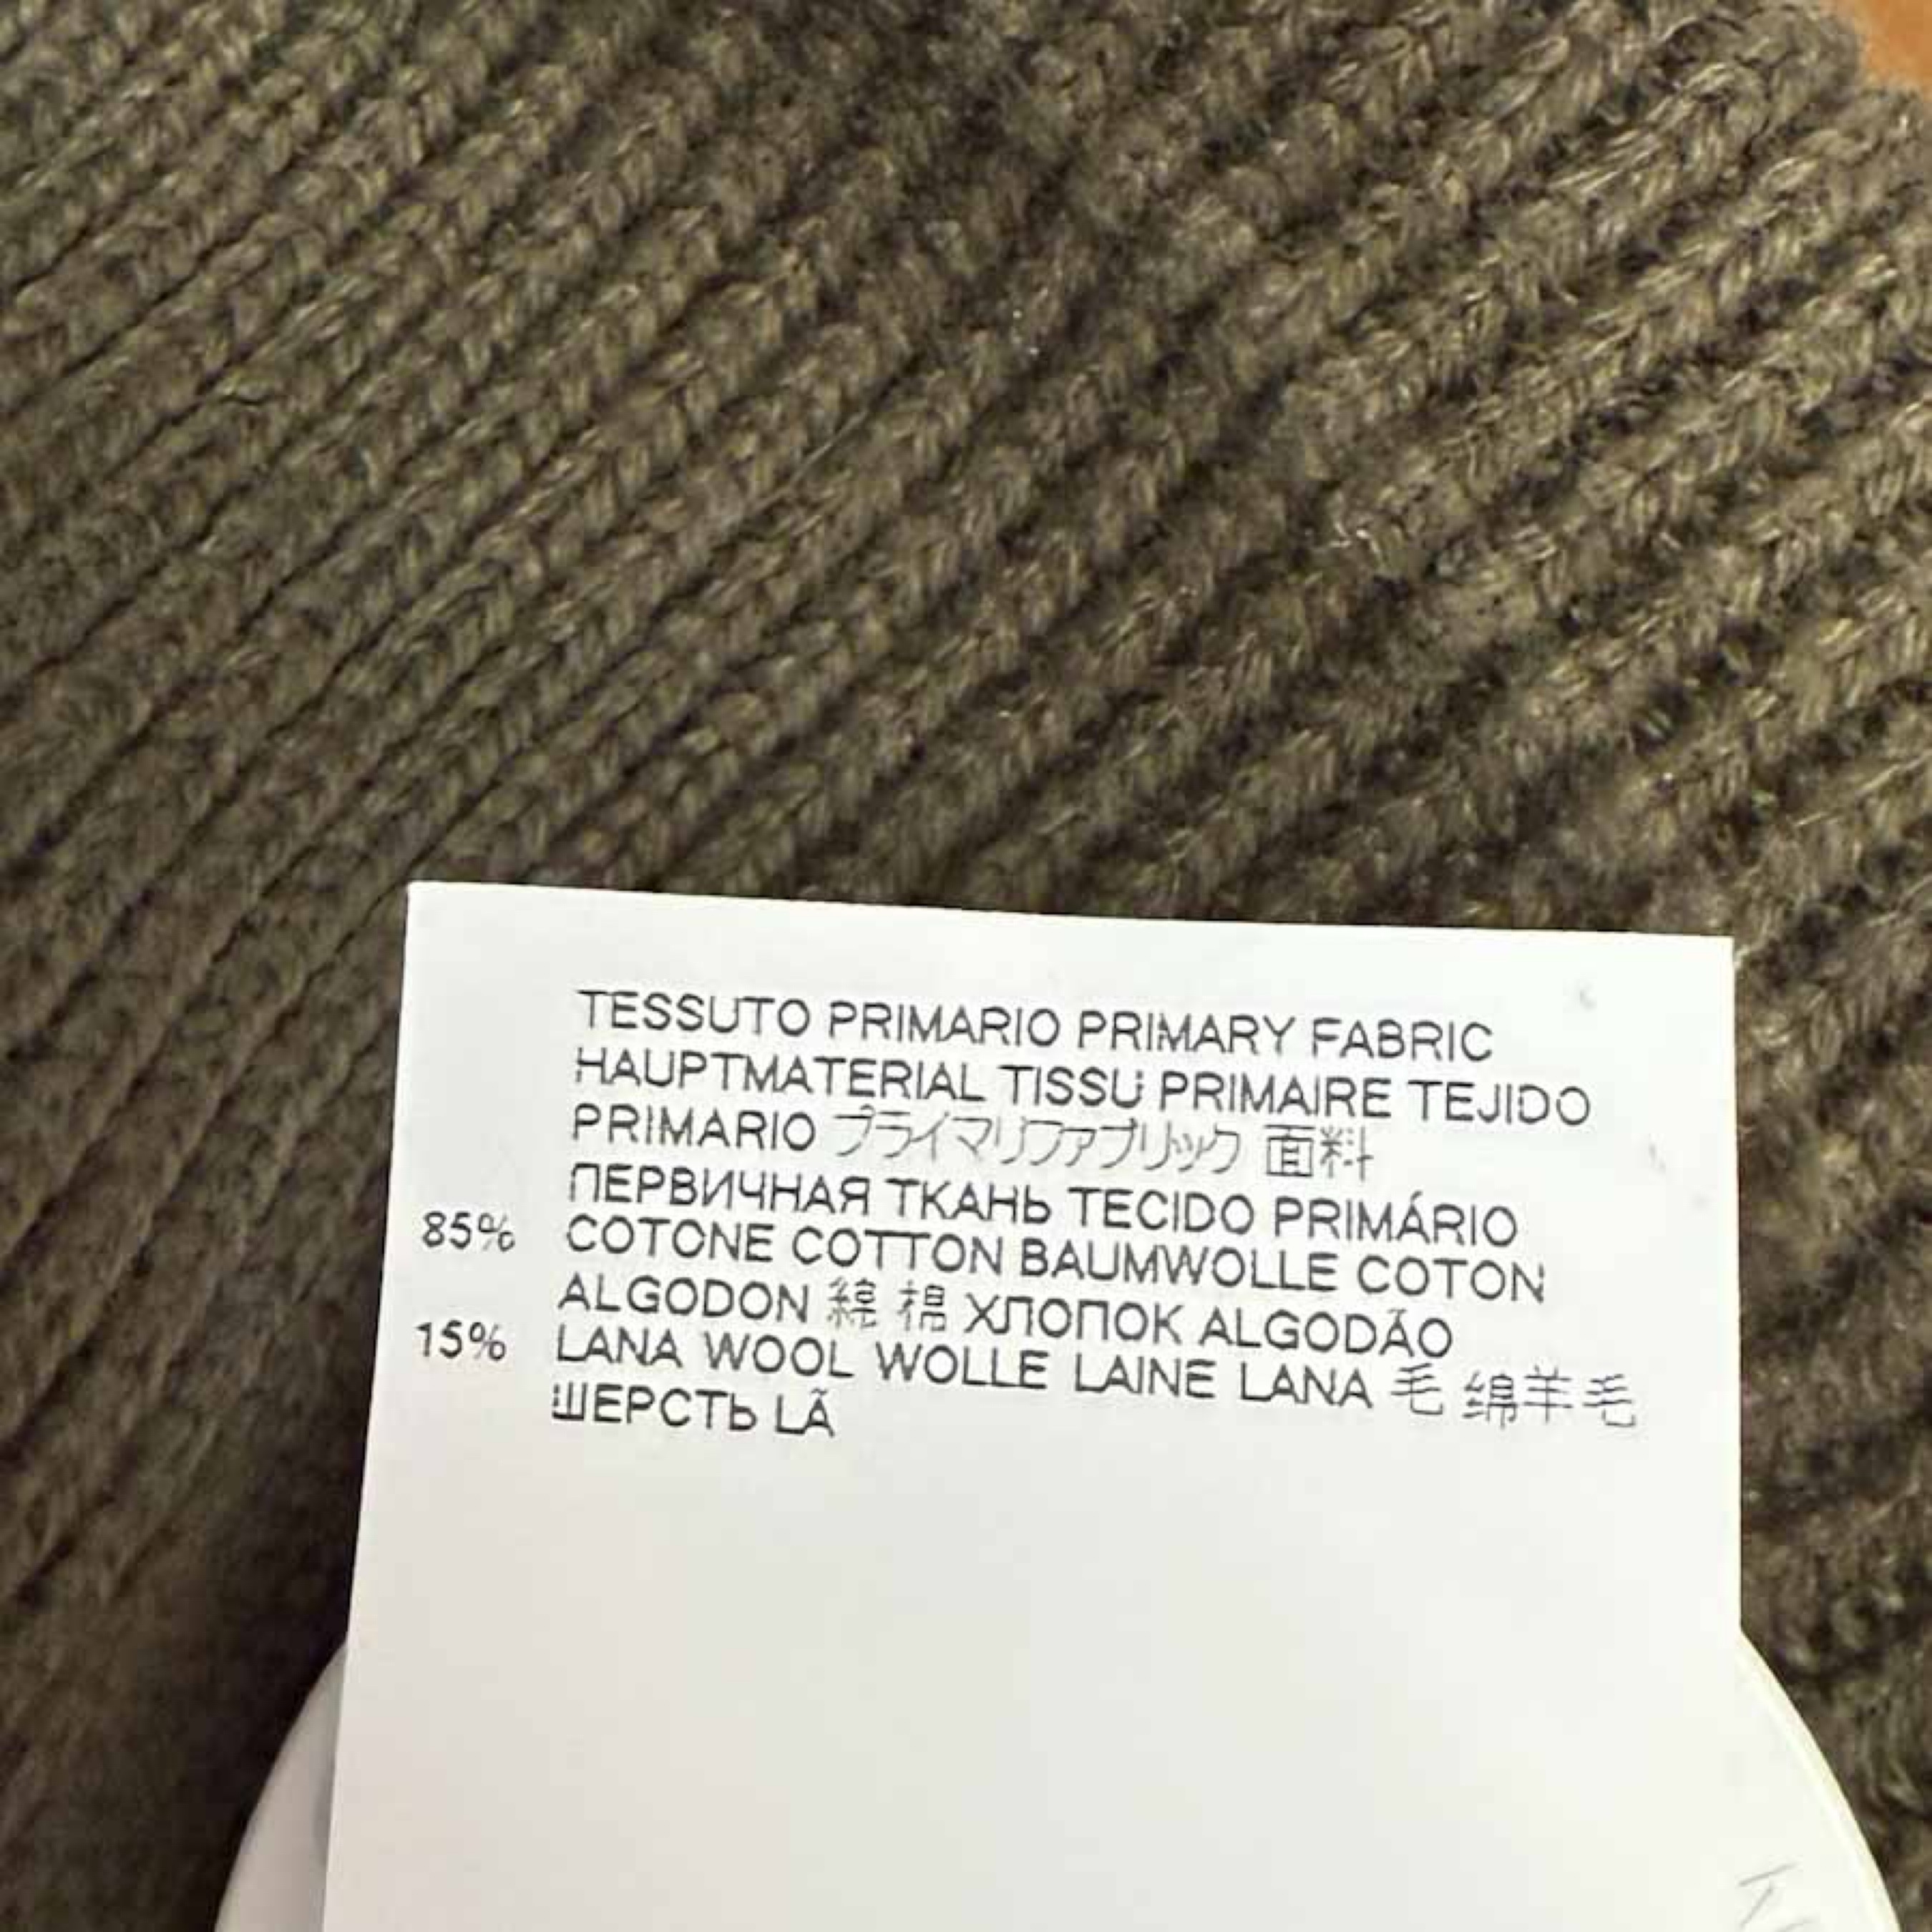 TESSUTO PRIMARIO PRIMARY FABRIC
HAUPTMATERIAL TISSU PRIMAIRE TEJIDO
PRIMARIO プライマリファブリック 面料
ПЕРВИЧНАЯ ТКАНЬ TECIDO PRIMÁRIO
85% COTONE COTTON BAUMWOLLE COTON
ALGODON 綿 棉 ХЛОПОК ALGODÃO
15% LANA WOOL WOLLE LAINE LANA 毛 绵羊毛
ШЕРСТЬ LÃ